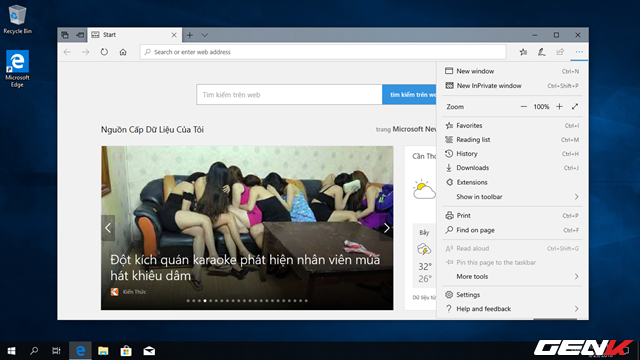 Recycle Bin
Microsoft
Edge
Start
Search or enter web address
Tìm kiếm trên web
tìm kiếm trên
Nguồn Cấp Dữ Liệu Của Tôi
trang Microsoft New
Đột kích quán karaoke phát hiện nhân viên múa
hát khiêu dâm
Kiến Thức
Cần Thơ
Bảy
32°
26°
Dữ liệu từ
New window Ctrl+N
New InPrivate window Ctrl+Shift+P
Zoom 100%
Favorites Ctrl+I
Reading list Ctrl+M
History Ctrl+H
Downloads Ctrl+J
Extensions
Show in toolbar
Print Ctrl+P
Find on page Ctrl+F
Read aloud Ctrl+Shift+G
Pin this page to the taskbar
More tools
Settings
Help and feedback
GENK